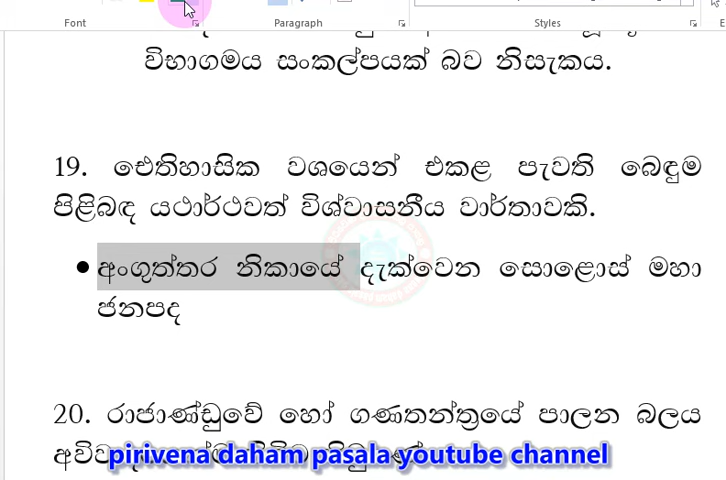 Font Paragraph Styles
විභාගමය සංකල්පයක් බව නිසැකය.
19. ඓතිහාසික වශයෙන් එකළ පැවති බෙඳුම
පිළිබඳ යථාර්ථවත් විශ්වාසනීය වාර්තාවකි.
● අංගුත්තර නිකායේ දැක්වෙන සොළොස් මහා
ජනපද
20. රාජාණ්ඩුවේ හෝ ගණතන්ත්‍රයේ පාලන බලය
pirivena daham pasala youtube channel